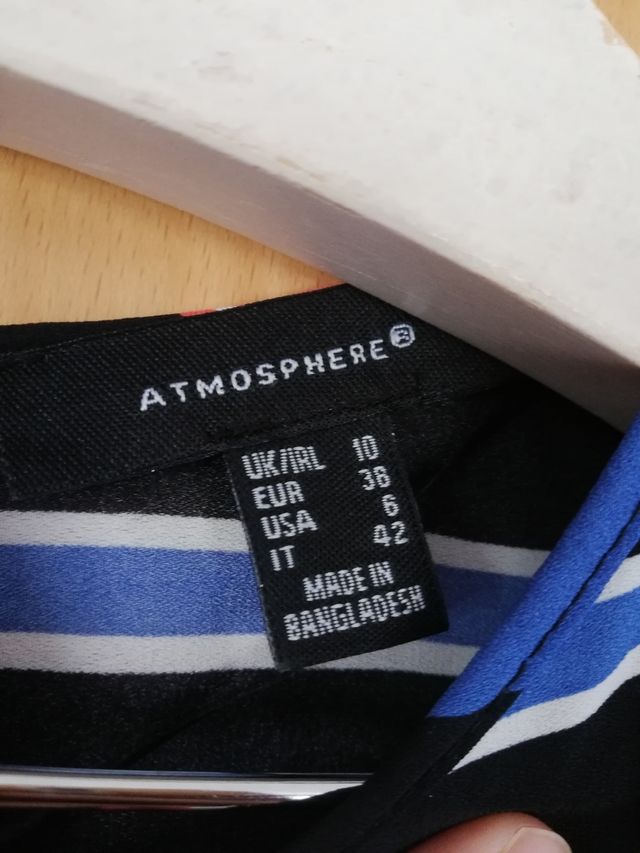 ATMOSPHERE®
UK/IRL 10
EUR 38
USA 6
IT 42
MADE IN
BANGLADESH